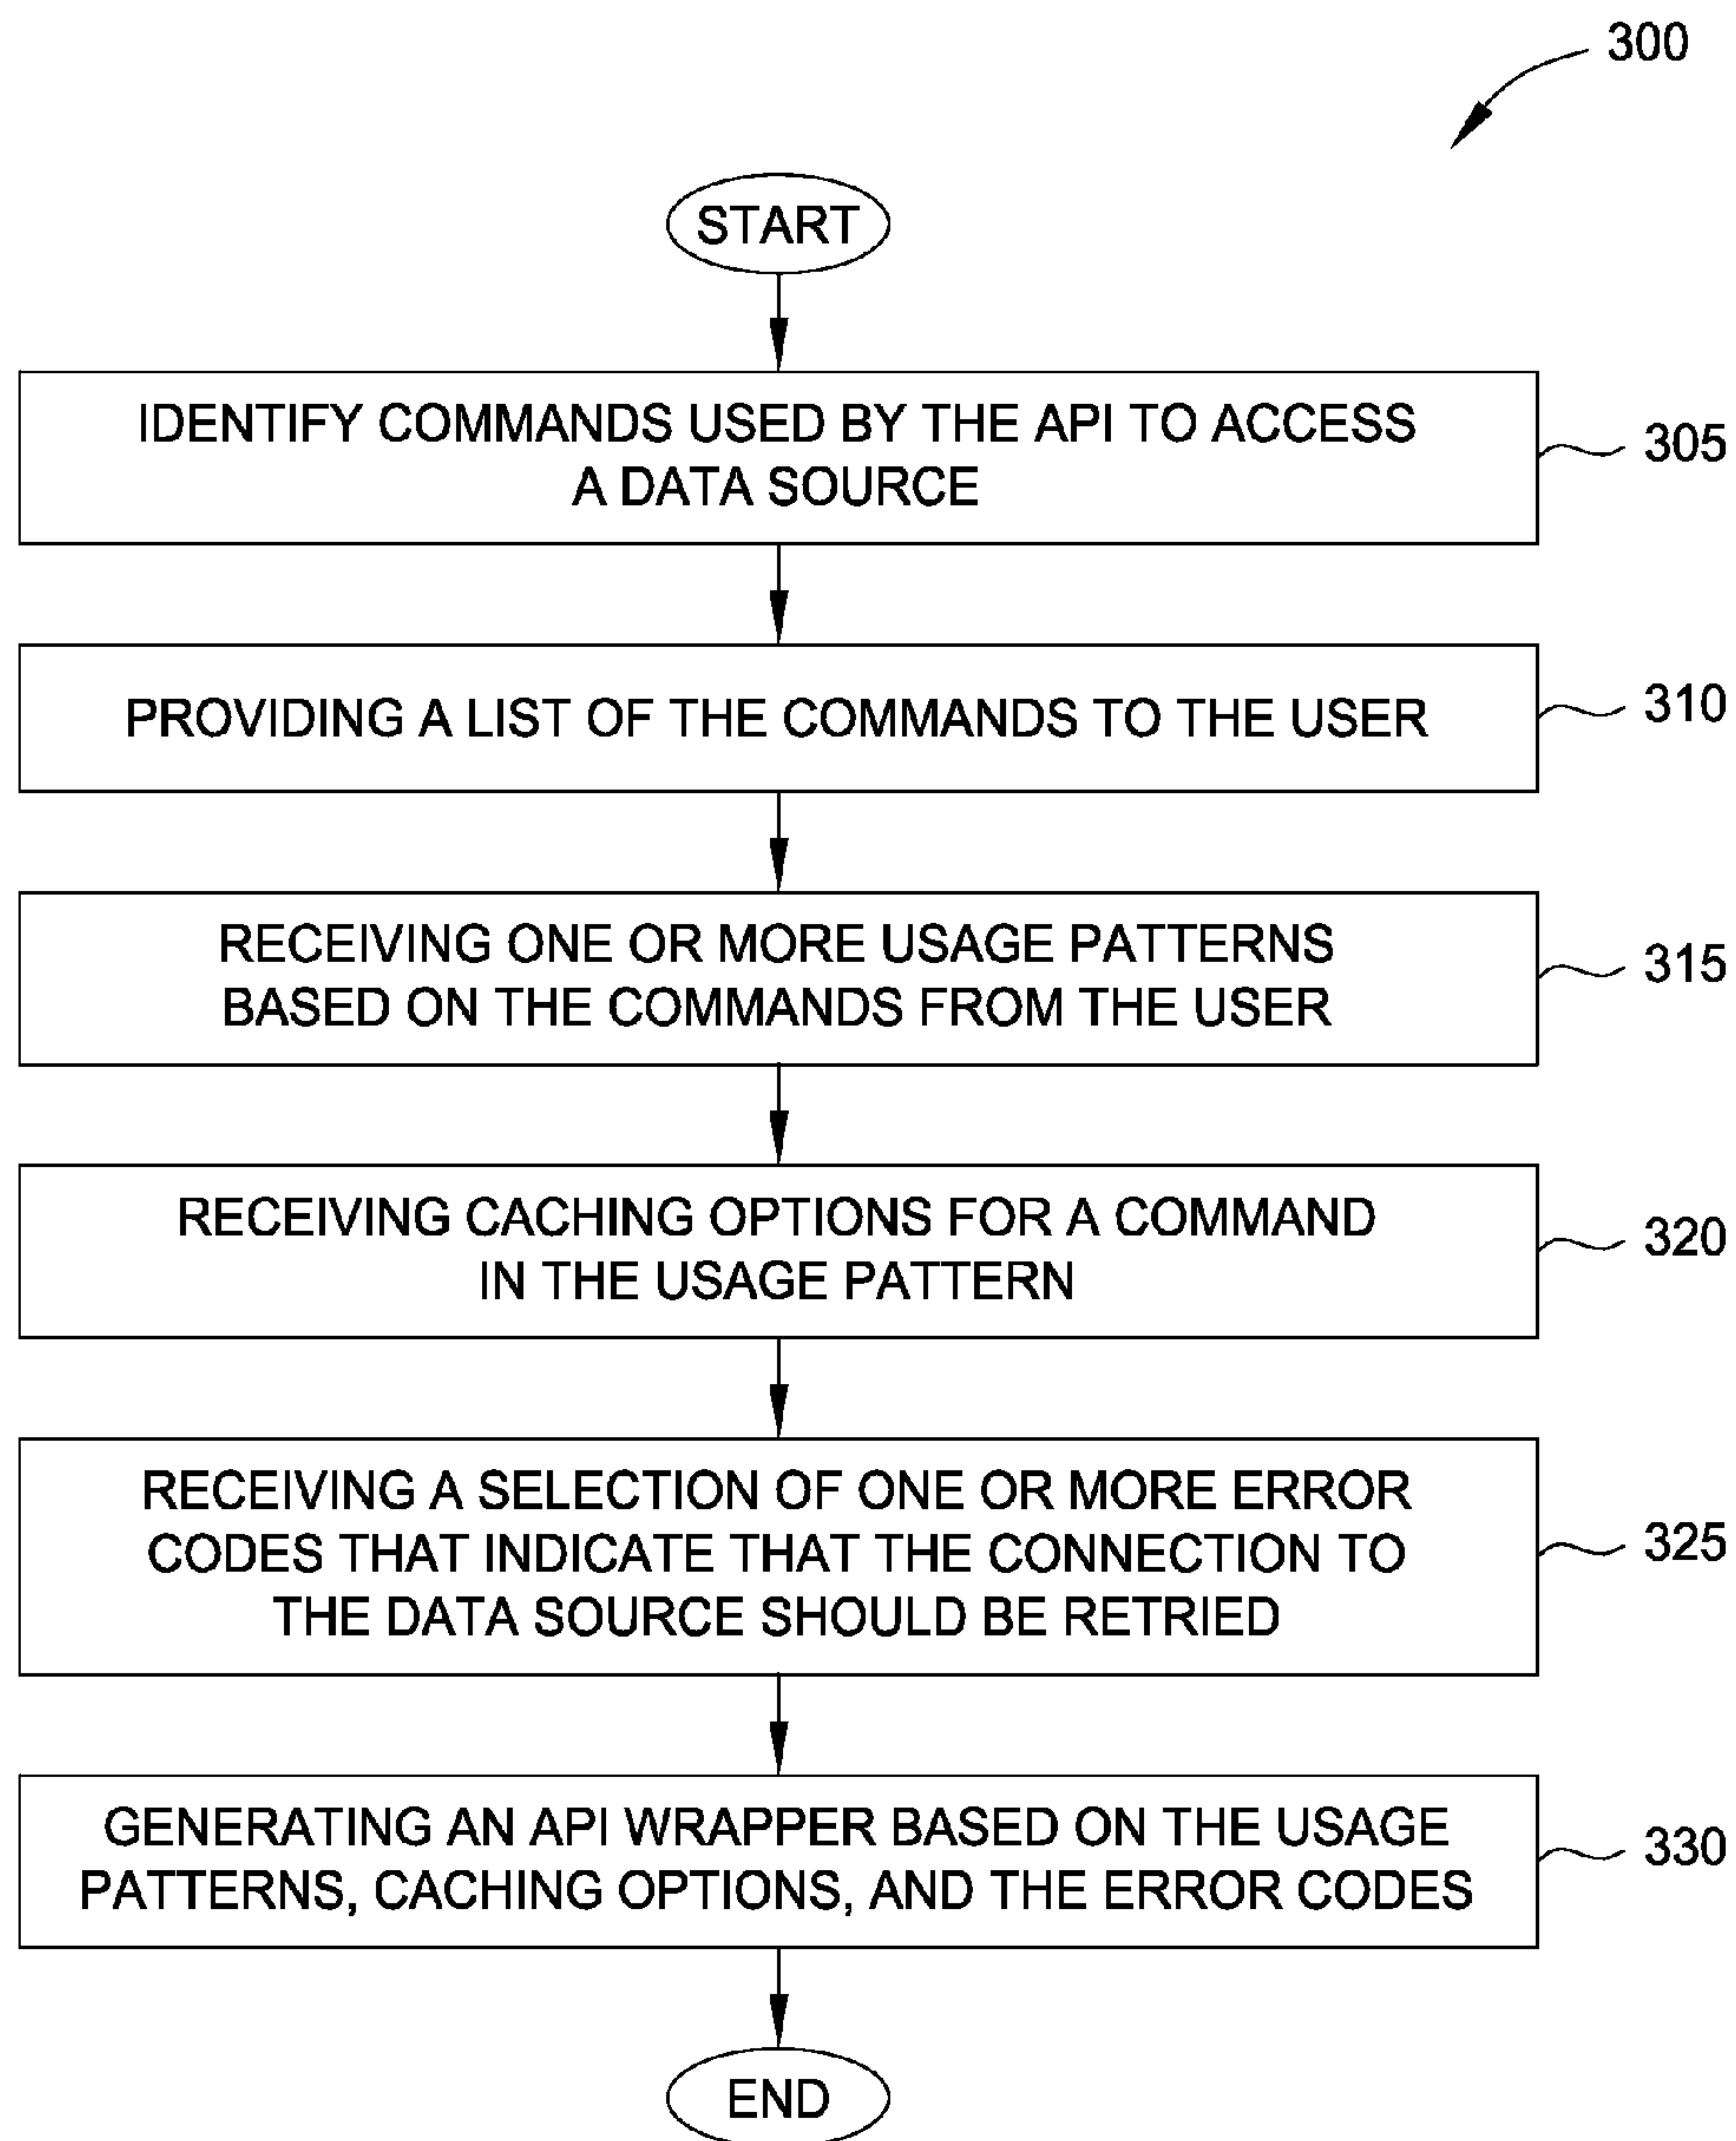 300
START
IDENTIFY COMMANDS USED BY THE API TO ACCESS
A DATA SOURCE
305
PROVIDING A LIST OF THE COMMANDS TO THE USER
310
RECEIVING ONE OR MORE USAGE PATTERNS
BASED ON THE COMMANDS FROM THE USER
315
RECEIVING CACHING OPTIONS FOR A COMMAND
IN THE USAGE PATTERN
320
RECEIVING A SELECTION OF ONE OR MORE ERROR
CODES THAT INDICATE THAT THE CONNECTION TO
THE DATA SOURCE SHOULD BE RETRIED
325
GENERATING AN API WRAPPER BASED ON THE USAGE
PATTERNS, CACHING OPTIONS, AND THE ERROR CODES
330
END